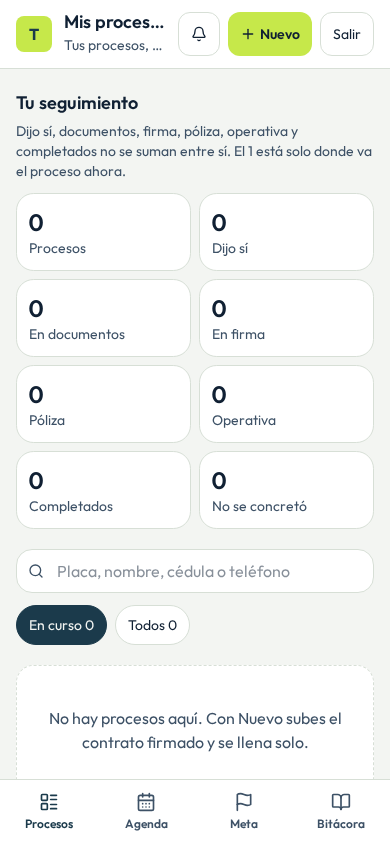 T
Mis proces...
Tus procesos, ...
Nuevo
Salir
Tu seguimiento
Dijo sí, documentos, firma, póliza, operativa y
completados no se suman entre sí. El 1 está solo donde va
el proceso ahora.
0
Procesos
0
Dijo sí
0
En documentos
0
En firma
0
Póliza
0
Operativa
0
Completados
0
No se concretó
Placa, nombre, cédula o teléfono
En curso 0
Todos 0
No hay procesos aquí. Con Nuevo subes el
contrato firmado y se llena solo.
Procesos
Agenda
Meta
Bitácora